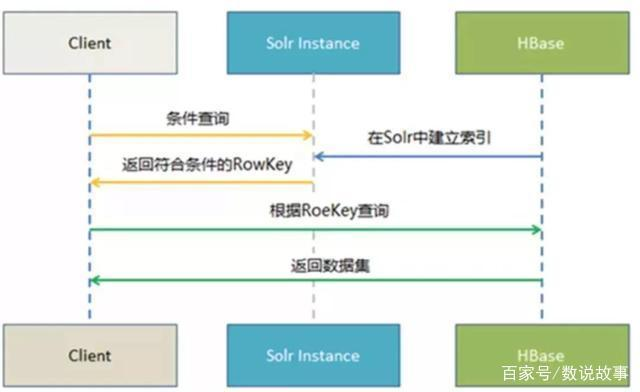 Client
Solr Instance
HBase
条件查询
在Solr中建立索引
返回符合条件的RowKey
根据RoeKey查询
返回数据集
Client
Solr Instance
HBase
百家号/数说故事